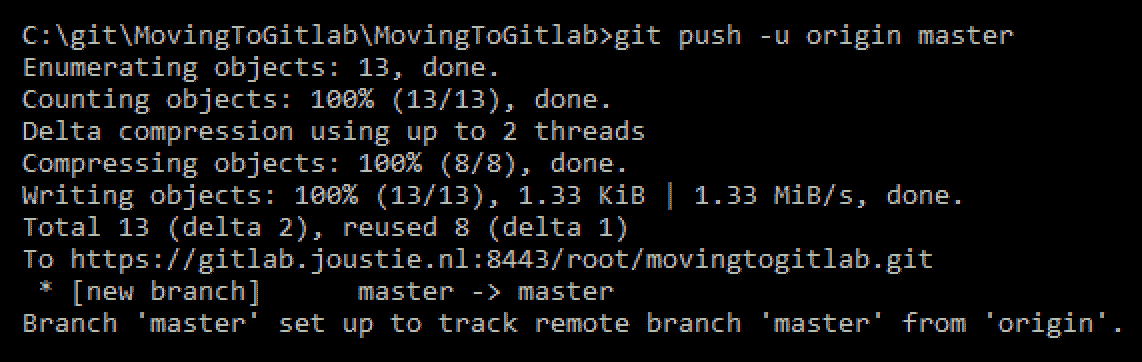 C:\git\MovingToGitlab\MovingToGitlab>git push -u origin master
Enumerating objects: 13, done.
Counting objects: 100% (13/13), done.
Delta compression using up to 2 threads
Compressing objects: 100% (8/8), done.
Writing objects: 100% (13/13), 1.33 KiB | 1.33 MiB/s, done.
Total 13 (delta 2), reused 8 (delta 1)
To https://gitlab.joustie.nl:8443/root/movingtogitlab.git
 * [new branch]      master -> master
Branch 'master' set up to track remote branch 'master' from 'origin'.